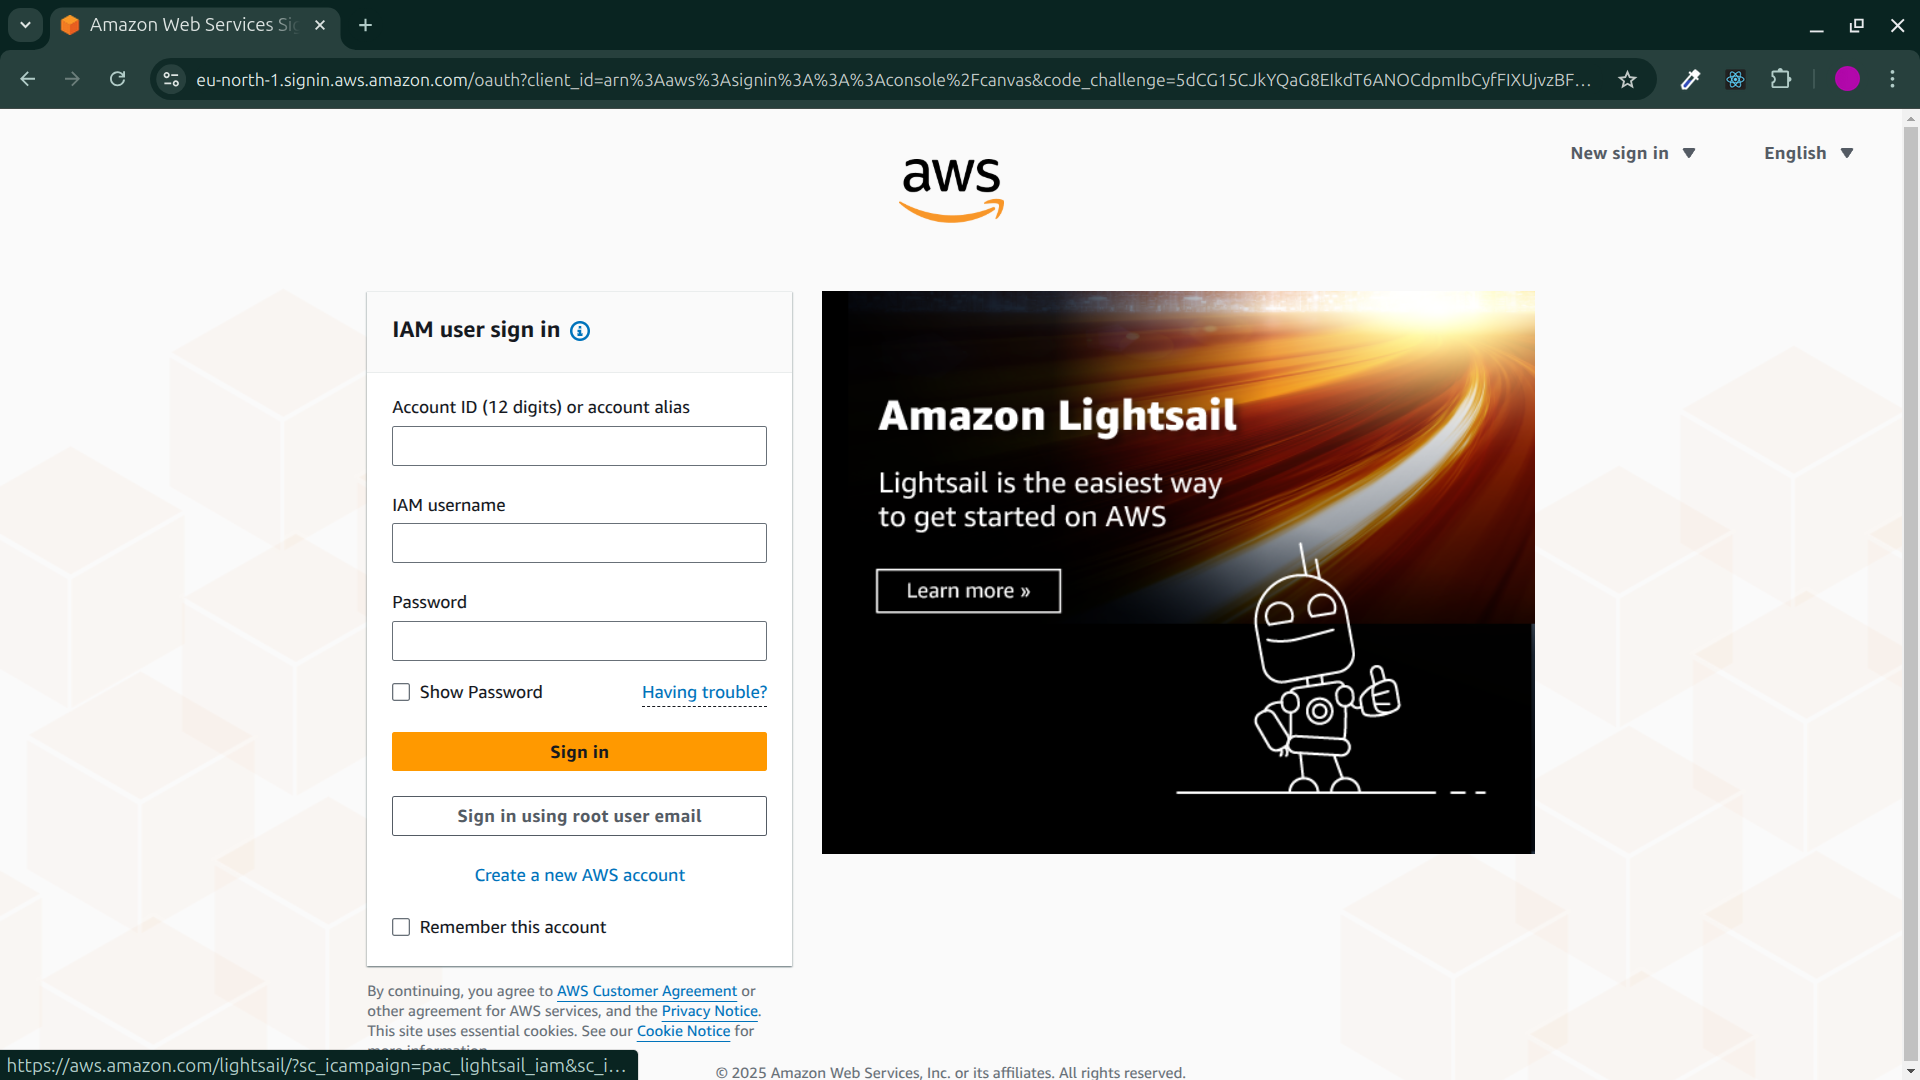 Amazon Web Services Sig
eu-north-1.signin.aws.amazon.com/oauth?client_id=arn%3Aaws%3Asignin%3A%3A%3Aconsole%2Fcanvas&code_challenge=5dCG15CJkYQaG8EIkdT6ANOCdpmIbCyfFIXUjvzBF...
New sign in
English
aws
IAM user sign in
Account ID (12 digits) or account alias
IAM username
Password
Show Password
Having trouble?
Sign in
Sign in using root user email
Create a new AWS account
Remember this account
Amazon Lightsail
Lightsail is the easiest way
to get started on AWS
Learn more »
By continuing, you agree to AWS Customer Agreement or
other agreement for AWS services, and the Privacy Notice.
This site uses essential cookies. See our Cookie Notice for
more information.
https://aws.amazon.com/lightsail/?sc_icampaign=pac_lightsail_iam&sc_i...
© 2025 Amazon Web Services, Inc. or its affiliates. All rights reserved.